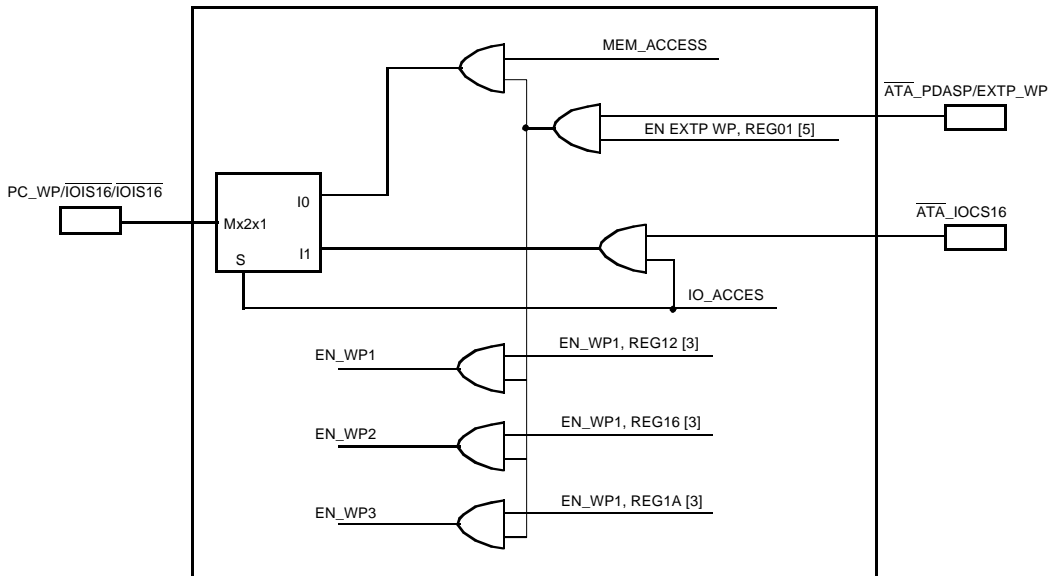 MEM_ACCESS
ATA_PDASP/EXTP_WP
EN EXTP WP, REG01 [5]
PC_WP/IOIS16/IOIS16
I0
Mx2x1
ATA_IOCS16
I1
S
IO_ACCES
EN_WP1, REG12 [3]
EN_WP1
EN_WP1, REG16 [3]
EN_WP2
EN_WP1, REG1A [3]
EN_WP3